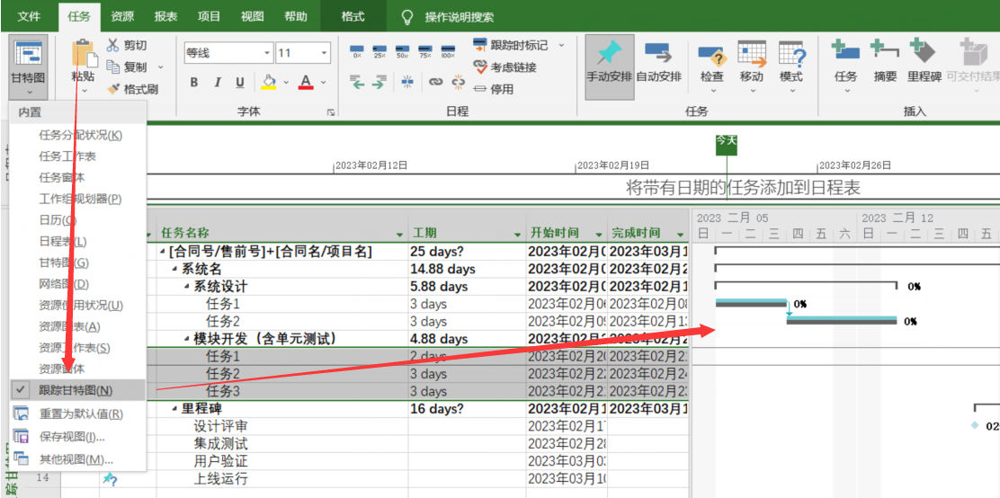 文件 任务 资源 报表 项目 视图 帮助 格式 操作说明搜索
甘特图 粘贴 剪切 复制 格式刷
等线 11
B I U A
字体
0× 25× 50× 75× 100×
跟踪时标记
考虑链接
停用
日程
手动安排 自动安排 检查 移动 模式
任务
任务 摘要 里程碑 可交付结果
插入
内置
任务分配状况(K)
任务工作表
任务窗体
工作组规划器(P)
日历(C)
日程表(L)
甘特图(G)
网络图(D)
资源使用状况(U)
资源图表(A)
资源工作表(S)
资源窗体
跟踪甘特图(N)
重置为默认值(R)
保存视图(I)...
其他视图(M)...
今天
2023年02月12日 2023年02月19日 2023年02月26日
将带有日期的任务添加到日程表
任务名称 工期 开始时间 完成时间
2023 二月 05 2023 二月 12
日 一 二 三 四 五 六 日 一 二 三 四 五
[合同号/售前号]+[合同名/项目名] 25 days? 2023年02月0 2023年03月1
系统名 14.88 days 2023年02月0 2023年02月2
系统设计 5.88 days 2023年02月0 2023年02月1 0%
任务1 3 days 2023年02月06 2023年02月08 0%
任务2 3 days 2023年02月09 2023年02月13 0%
模块开发（含单元测试） 4.88 days 2023年02月2 2023年02月2
任务1 2 days 2023年02月20 2023年02月21
任务2 3 days 2023年02月22 2023年02月24
任务3 3 days 2023年02月21 2023年02月23
里程碑 16 days? 2023年02月1 2023年03月1
设计评审 2023年02月17 02
集成测试 2023年02月28
用户验证 2023年03月03
14 上线运行 2023年03月10